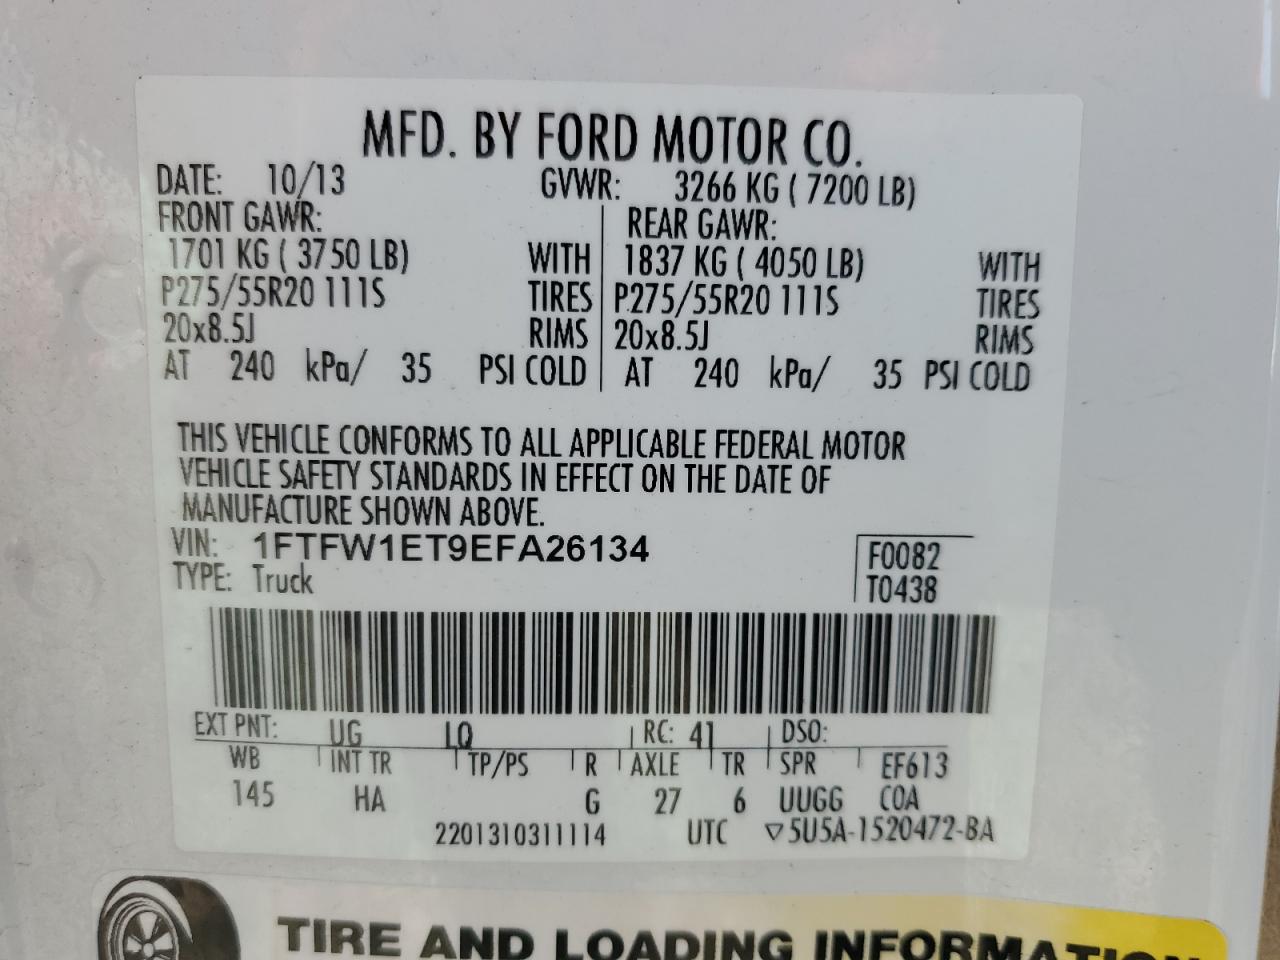 MFD. BY FORD MOTOR CO.
DATE: 10/13 GVWR: 3266 KG ( 7200 LB)
FRONT GAWR: REAR GAWR:
1701 KG ( 3750 LB) WITH 1837 KG ( 4050 LB) WITH
P275/55R20 111S TIRES P275/55R20 111S TIRES
20x8.5J RIMS 20x8.5J RIMS
AT 240 kPa/ 35 PSI COLD AT 240 kPa/ 35 PSI COLD
THIS VEHICLE CONFORMS TO ALL APPLICABLE FEDERAL MOTOR
VEHICLE SAFETY STANDARDS IN EFFECT ON THE DATE OF
MANUFACTURE SHOWN ABOVE.
VIN: 1FTFW1ET9EFA26134
TYPE: Truck
F0082
T0438
EXT PNT: UG LQ RC: 41 DSO:
WB INT TR TP/PS R AXLE TR SPR EF613
145 HA G 27 6 UUGG COA
2201310311114 UTC ▽5U5A-1520472-BA
TIRE AND LOADING INFORMATION